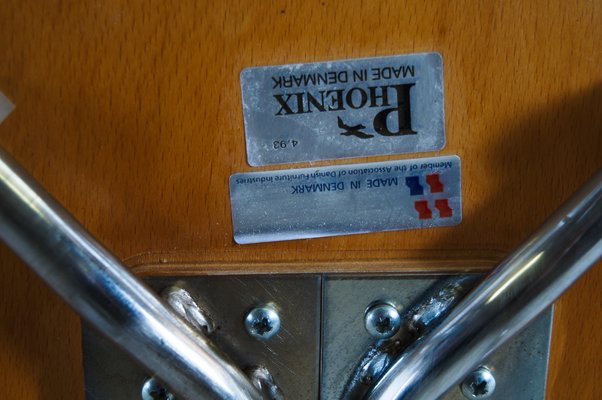 4.93
PHOENIX
MADE IN DENMARK
MADE IN DENMARK
Member of the Association of Danish Furniture Industries